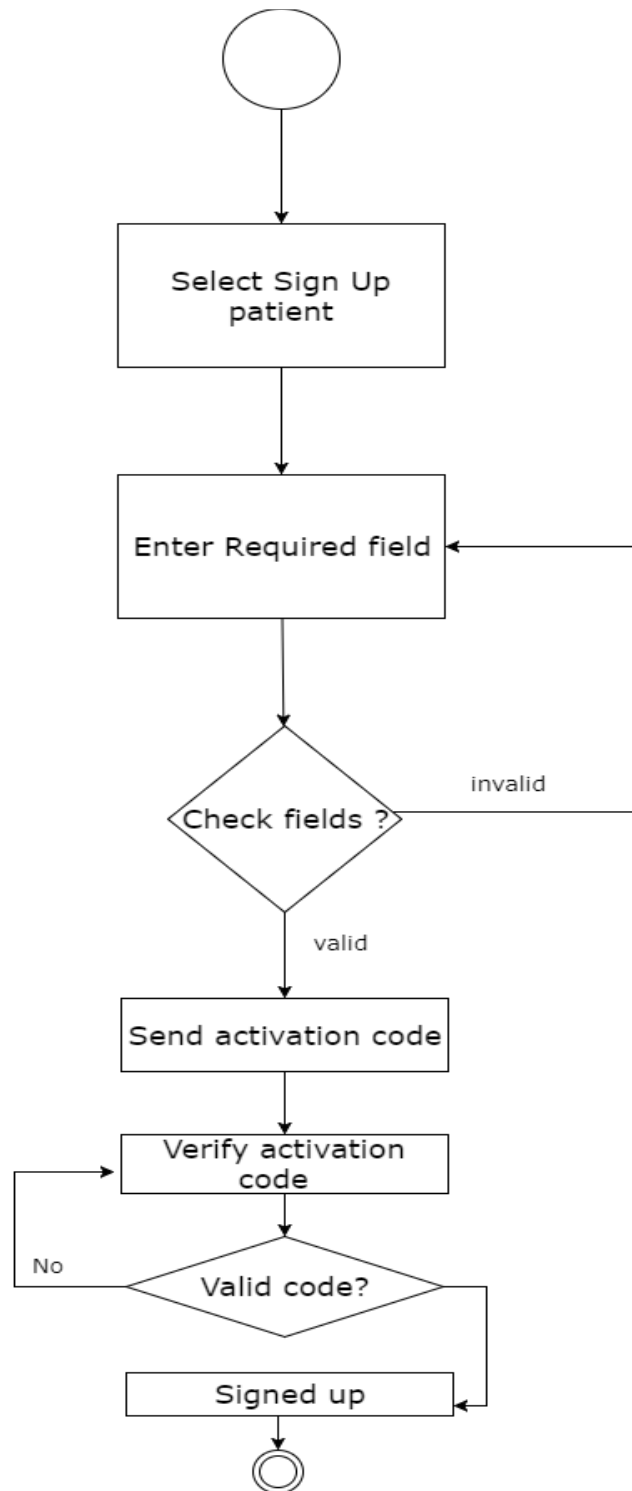 Select Sign Up
patient
Enter Required field
Check fields ?
invalid
valid
Send activation code
Verify activation
code
No
Valid code?
Signed up